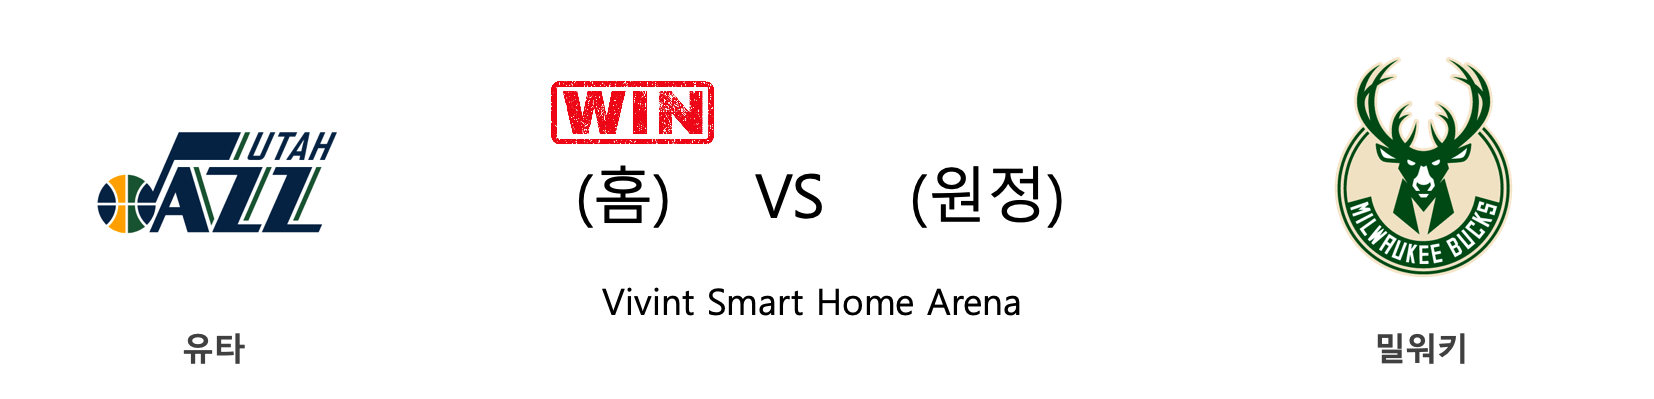 WIN
UTAH
JAZZ
(홈) VS (원정)
MILWAUKEE BUCKS
Vivint Smart Home Arena
유타
밀워키